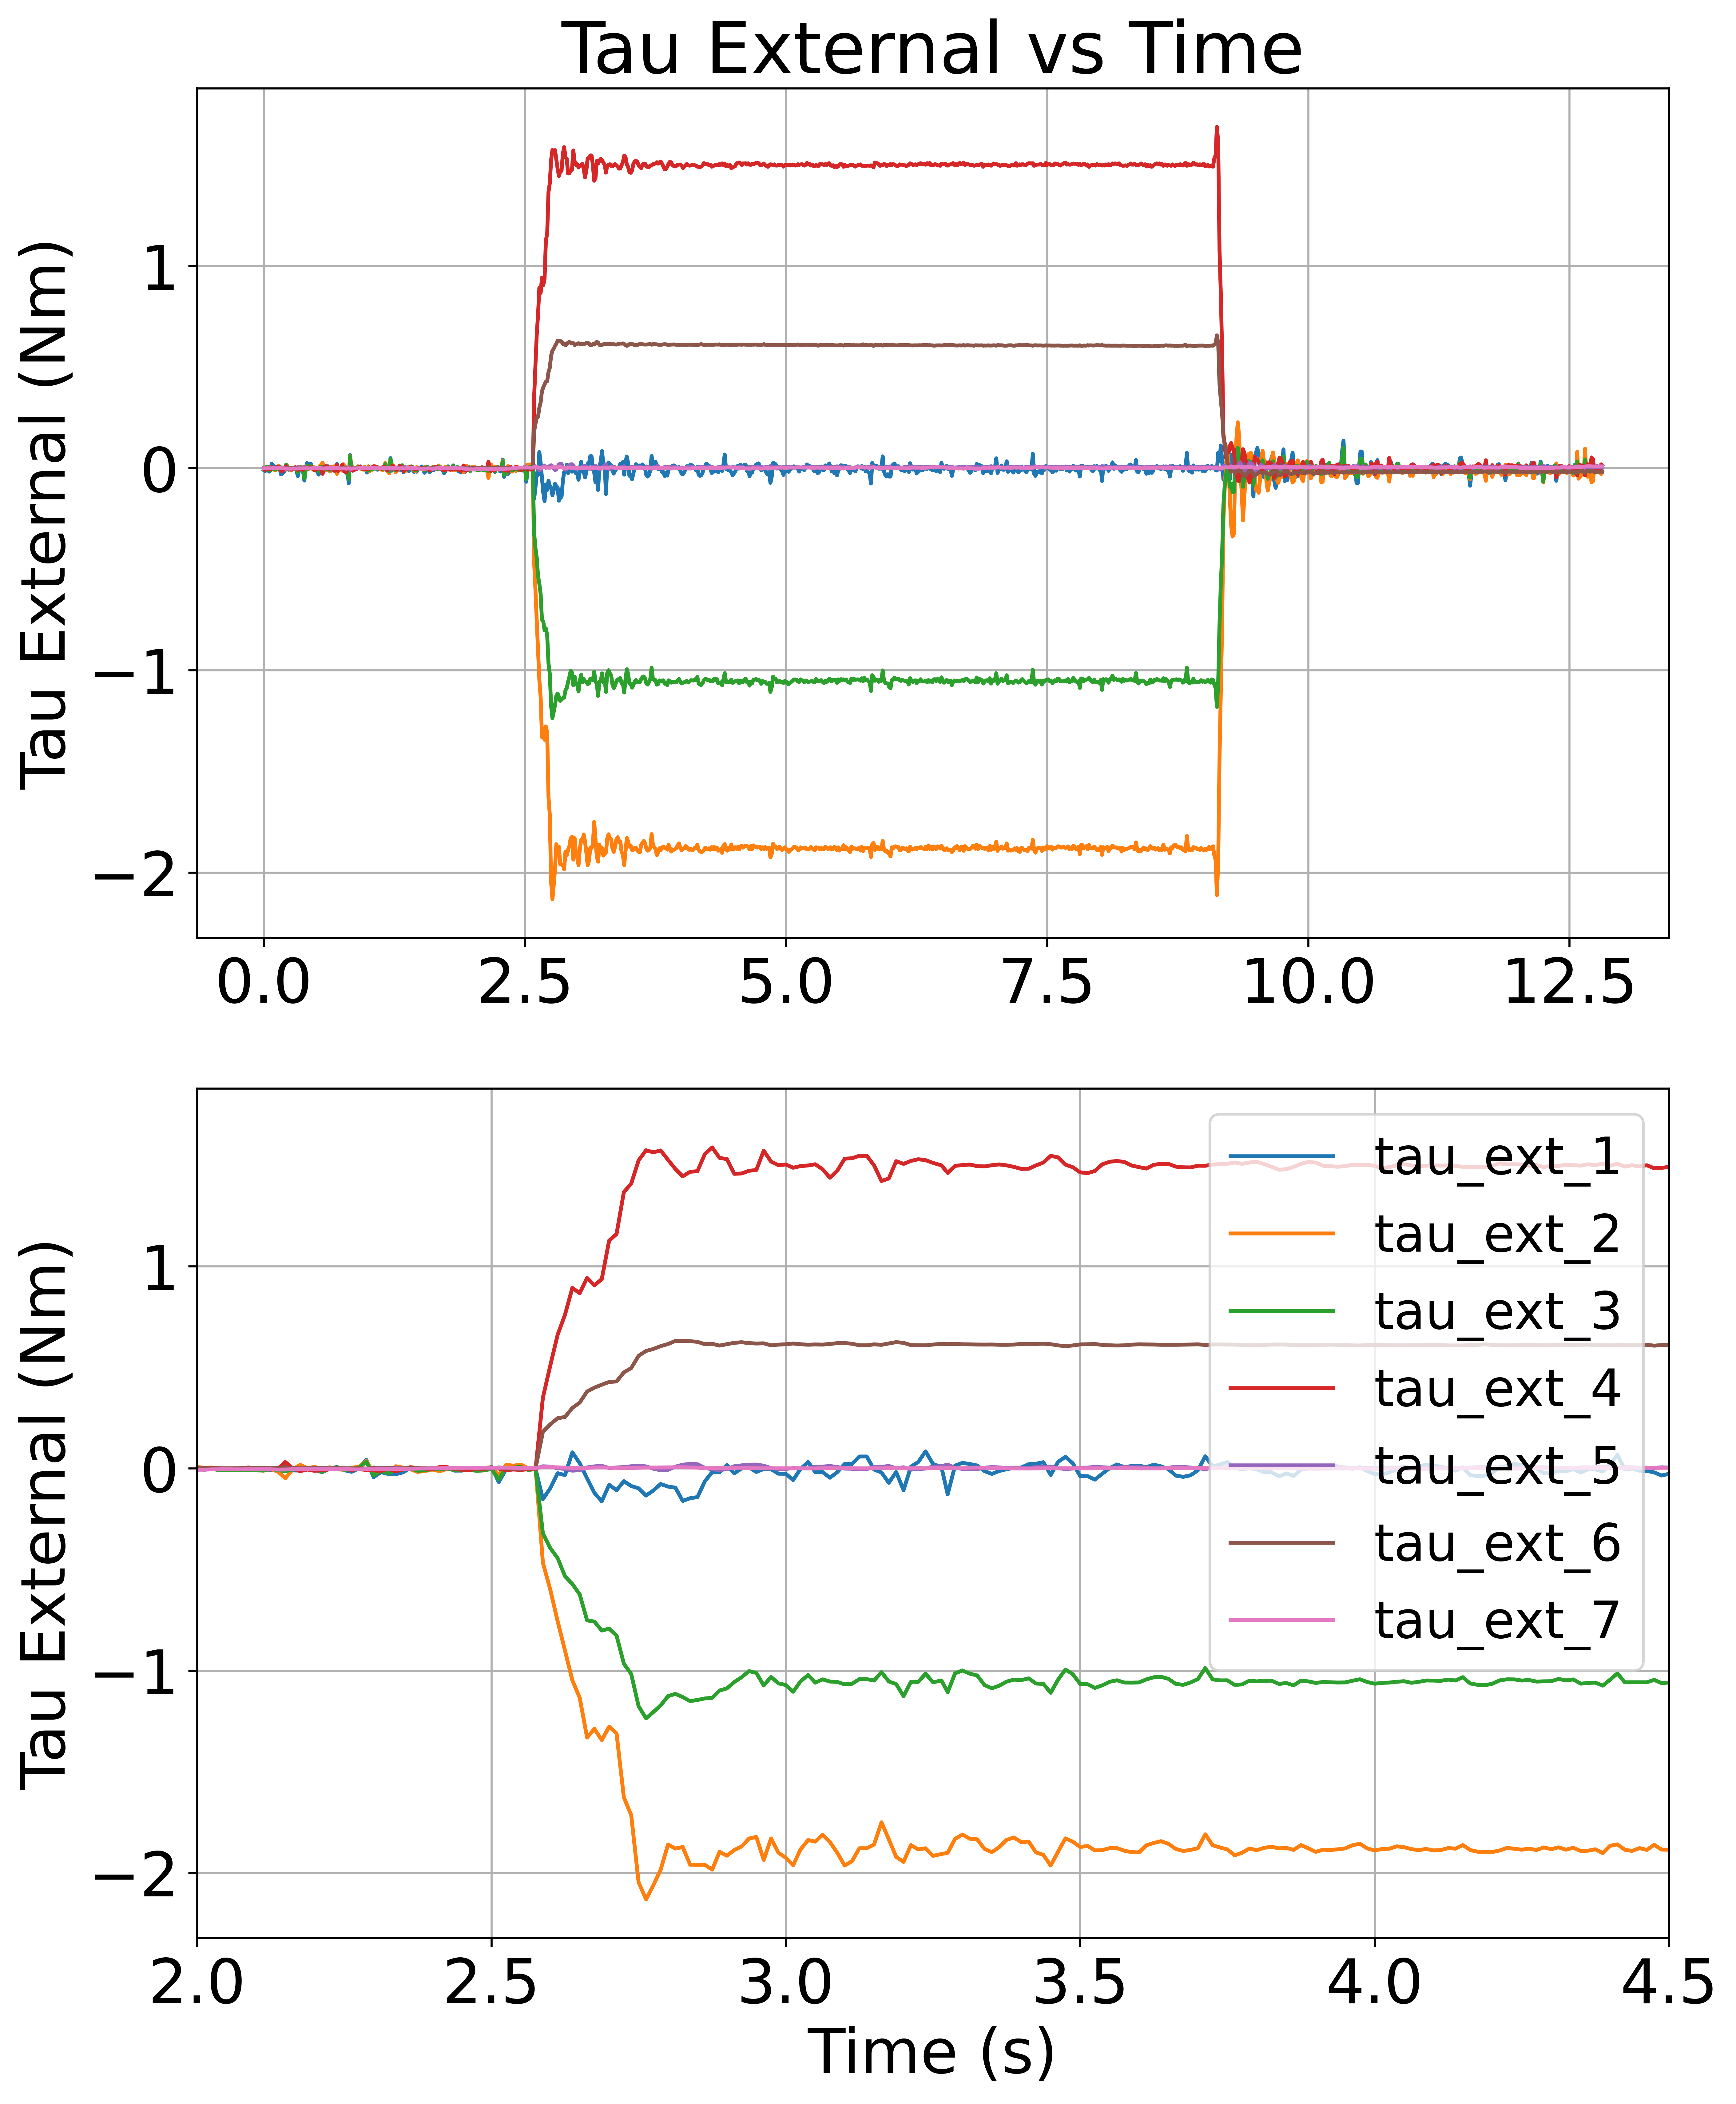 Tau External vs Time
Tau External (Nm)
1
0
−1
−2
0.0 2.5 5.0 7.5 10.0 12.5
Tau External (Nm)
1
0
−1
−2
tau_ext_1
tau_ext_2
tau_ext_3
tau_ext_4
tau_ext_5
tau_ext_6
tau_ext_7
2.0 2.5 3.0 3.5 4.0 4.5
Time (s)